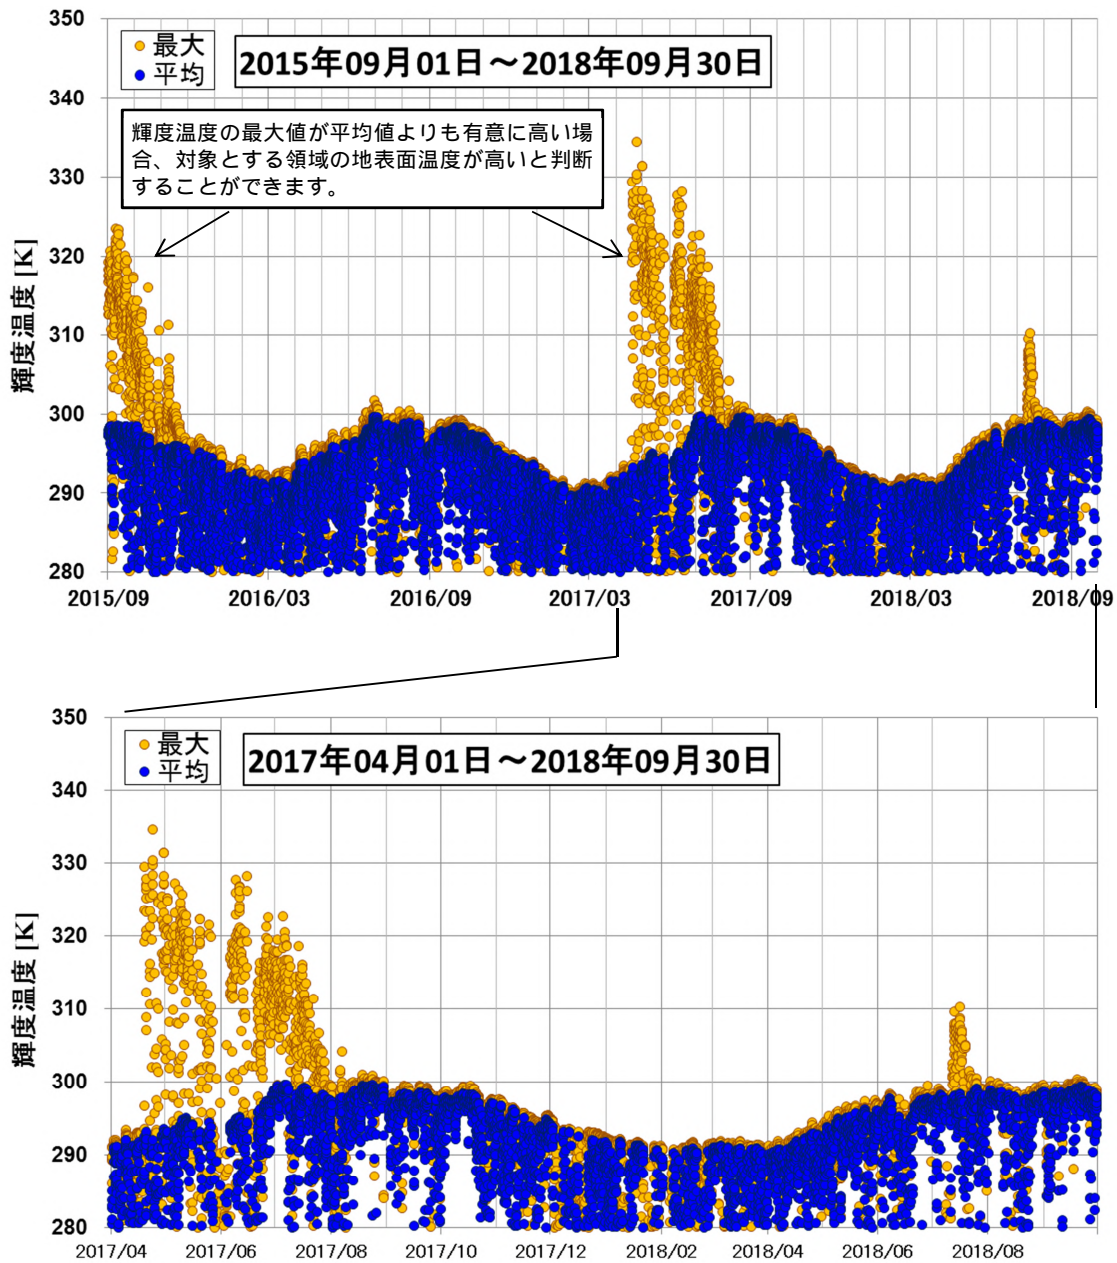 350
340
330
320
310
300
290
280
輝度温度 [K]
最大
平均
2015年09月01日～2018年09月30日
輝度温度の最大値が平均値よりも有意に高い場
合、対象とする領域の地表面温度が高いと判断
することができます。
2015/09 2016/03 2016/09 2017/03 2017/09 2018/03 2018/09
350
340
330
320
310
300
290
280
輝度温度 [K]
最大
平均
2017年04月01日～2018年09月30日
2017/04 2017/06 2017/08 2017/10 2017/12 2018/02 2018/04 2018/06 2018/08